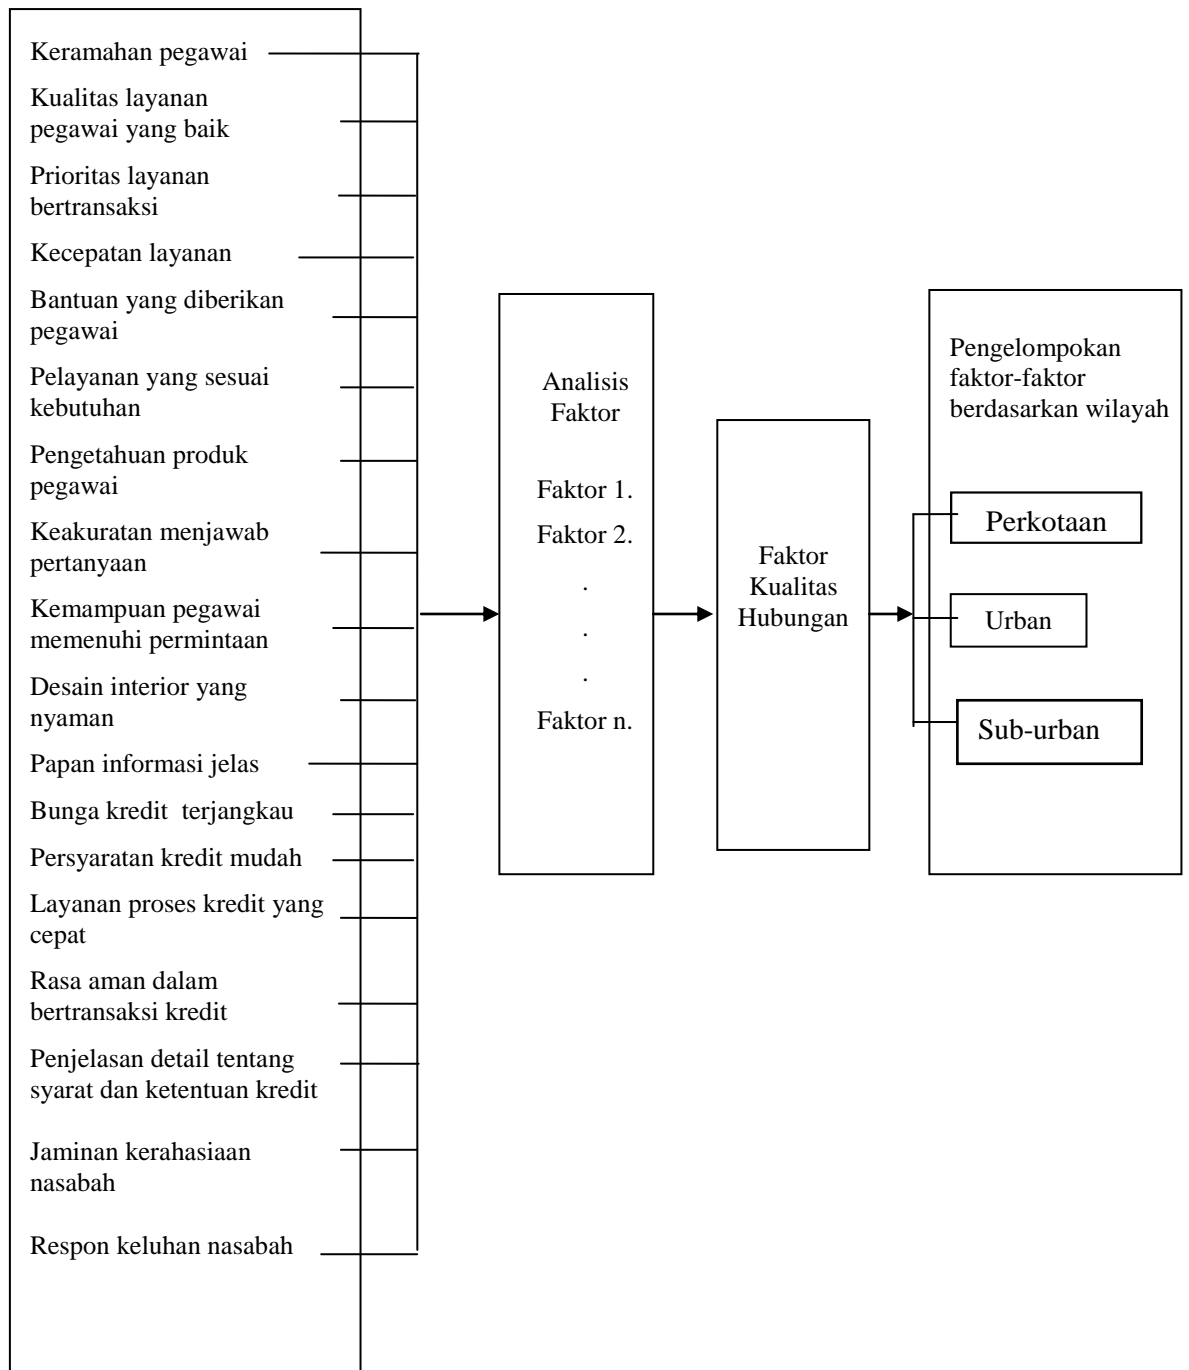 Keramahan pegawai
Kualitas layanan
pegawai yang baik
Prioritas layanan
bertransaksi
Kecepatan layanan
Bantuan yang diberikan
pegawai
Pelayanan yang sesuai
kebutuhan
Pengetahuan produk
pegawai
Keakuratan menjawab
pertanyaan
Kemampuan pegawai
memenuhi permintaan
Desain interior yang
nyaman
Papan informasi jelas
Bunga kredit terjangkau
Persyaratan kredit mudah
Layanan proses kredit yang
cepat
Rasa aman dalam
bertransaksi kredit
Penjelasan detail tentang
syarat dan ketentuan kredit
Jaminan kerahasiaan
nasabah
Respon keluhan nasabah
Analisis
Faktor
Faktor 1.
Faktor 2.
.
.
.
Faktor n.
Faktor
Kualitas
Hubungan
Pengelompokan
faktor-faktor
berdasarkan wilayah
Perkotaan
Urban
Sub-urban